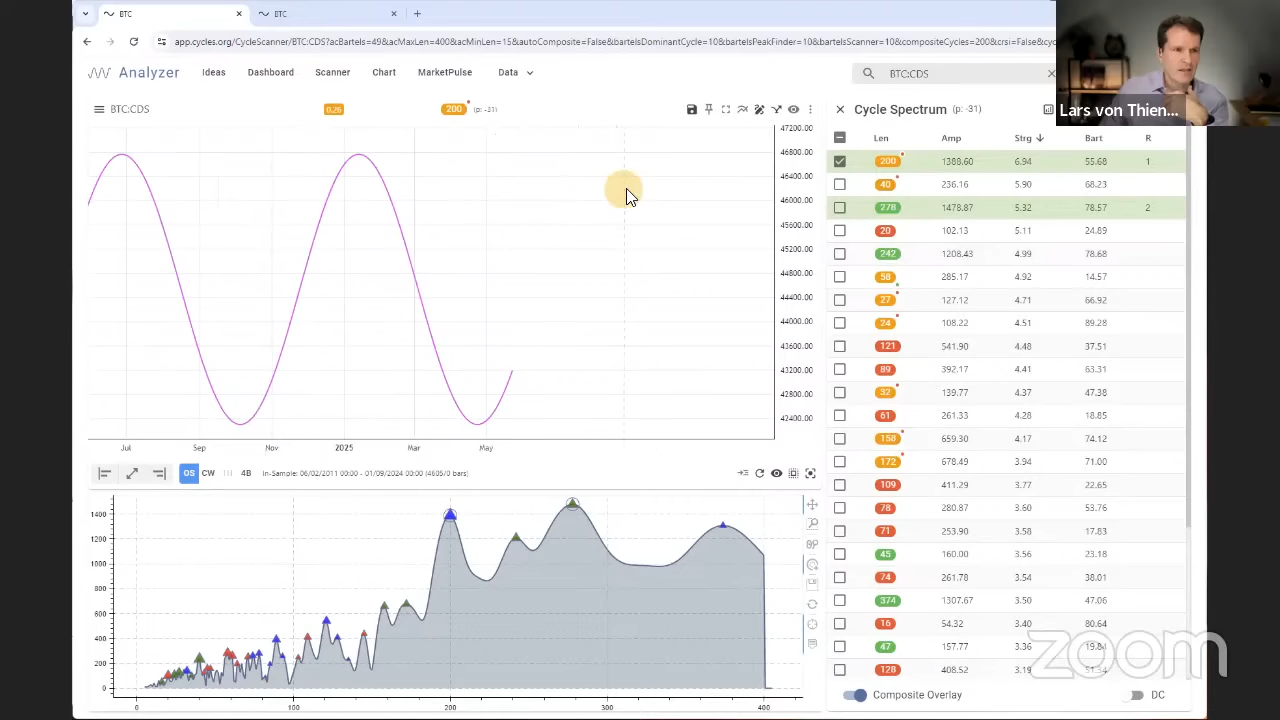 BTC
BTC
app.cycles.org/CycleScanner/BTC:CDS?acBarsLe=49&acMaxLen=400&acMinLen=15&autoComposite=False&bartelsDominantCycle=10&bartelsFlexFinder=10&bartelsScanner=10&compositeCycles=200&crsi=False&cyc
Analyzer
Ideas
Dashboard
Scanner
Chart
MarketPulse
Data
BTC:CDS
Lars von Thien...
BTC:CDS
0.26
200
(p: -31)
Cycle Spectrum (p: -31)
47200.00
46800.00
46400.00
46000.00
45600.00
45200.00
44800.00
44400.00
44000.00
43600.00
43200.00
42800.00
42400.00
Jul Sep Nov 2025 Mar May
OS CW 4B In-Sample: 06/02/2011 00:00 - 01/09/2024 00:00 (4605/0 bars)
1400
1200
1000
800
600
400
200
0
0 100 200 300 400
Len Amp Strg Bart R
200 1388.60 6.94 55.68 1
40 236.16 5.90 68.23
278 1478.87 5.32 78.57 2
20 102.13 5.11 24.89
242 1208.43 4.99 78.68
58 285.17 4.92 14.57
27 127.12 4.71 66.92
24 108.22 4.51 89.28
121 541.90 4.48 37.51
89 392.17 4.41 63.31
32 139.77 4.37 47.38
61 261.33 4.28 18.85
158 659.30 4.17 74.12
172 678.49 3.94 71.00
109 411.29 3.77 22.65
78 280.87 3.60 53.76
71 253.90 3.58 17.83
45 160.00 3.56 23.18
74 261.78 3.54 38.01
374 1307.67 3.50 47.06
16 54.32 3.40 80.64
47 157.77 3.36 19.84
128 408.52 3.19 51.34
zoom
Composite Overlay
DC